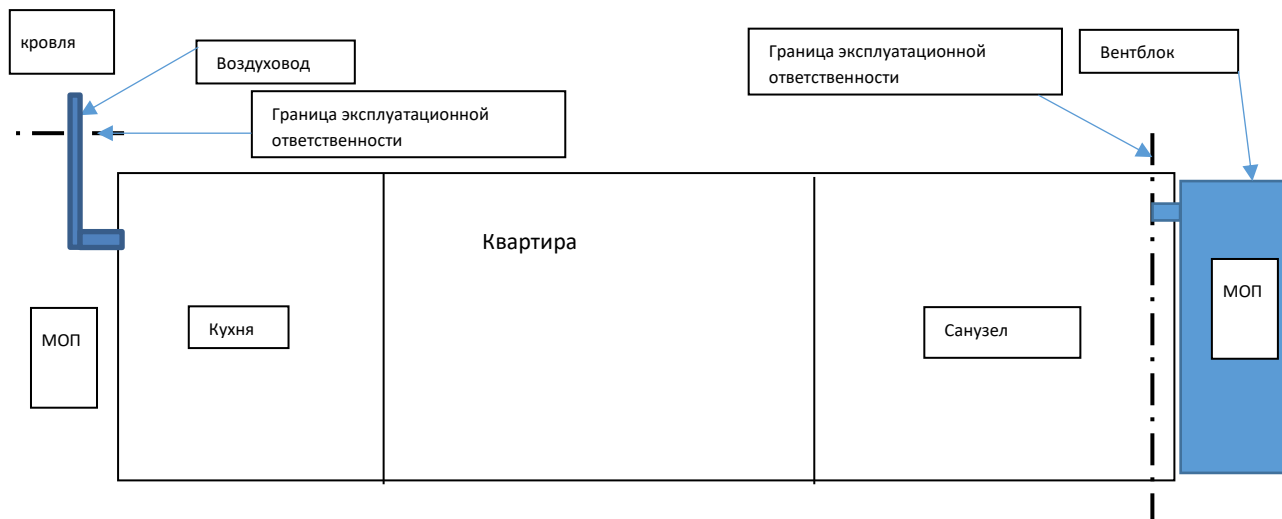 кровля
Воздуховод
Граница эксплуатационной
ответственности
Граница эксплуатационной
ответственности
Вентблок
Квартира
МОП
Кухня
Санузел
МОП